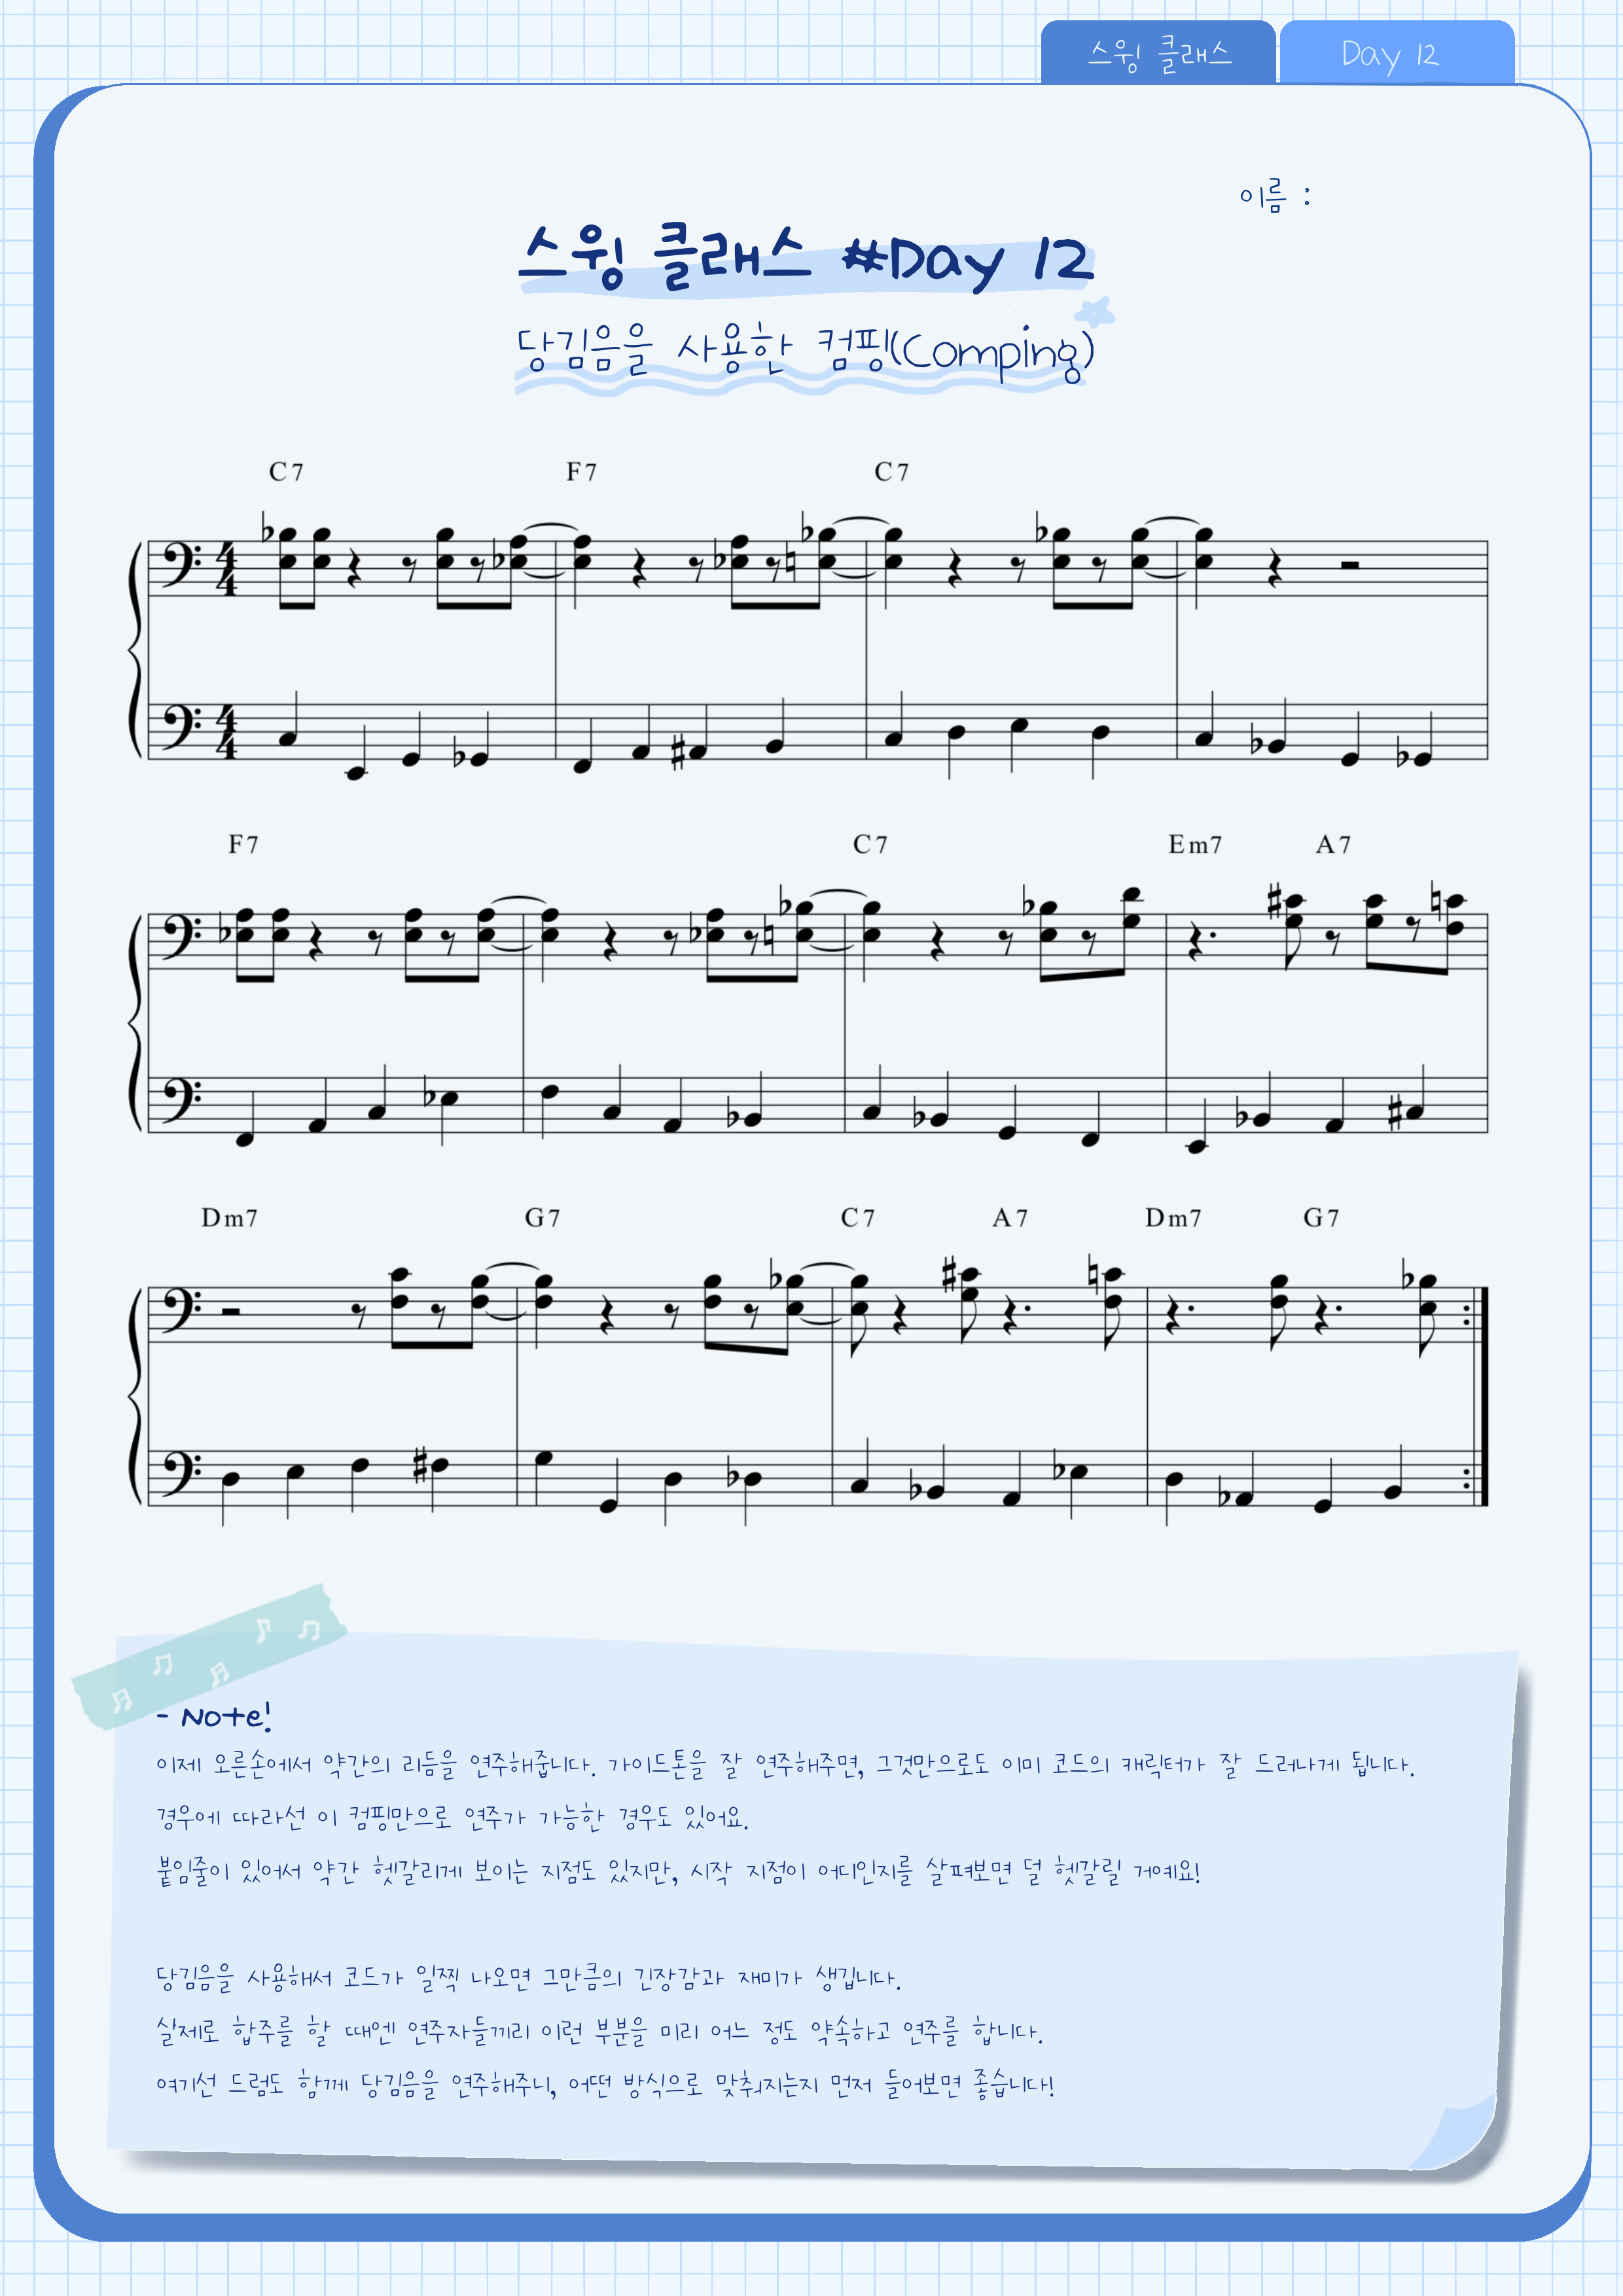 스윙 클래스 Day 12
이름 :
스윙 클래스 #Day 12
당김음을 사용한 컴핑(Comping)
C7 F7 C7
F7 C7 Em7 A7
Dm7 G7 C7 A7 Dm7 G7
- Note!
이제 오른손에서 약간의 리듬을 연주해줍니다. 가이드톤을 잘 연주해주면, 그것만으로도 이미 코드의 캐릭터가 잘 드러나게 됩니다.
경우에 따라선 이 컴핑만으로 연주가 가능한 경우도 있어요.
붙임줄이 있어서 약간 헷갈리게 보이는 지점도 있지만, 시작 지점이 어디인지를 살펴보면 덜 헷갈릴 거예요!
당김음을 사용해서 코드가 일찍 나오면 그만큼의 긴장감과 재미가 생깁니다.
실제로 합주를 할 때엔 연주자들끼리 이런 부분을 미리 어느 정도 약속하고 연주를 합니다.
여기선 드럼도 함께 당김음을 연주해주니, 어떤 방식으로 맞춰지는지 먼저 들어보면 좋습니다!